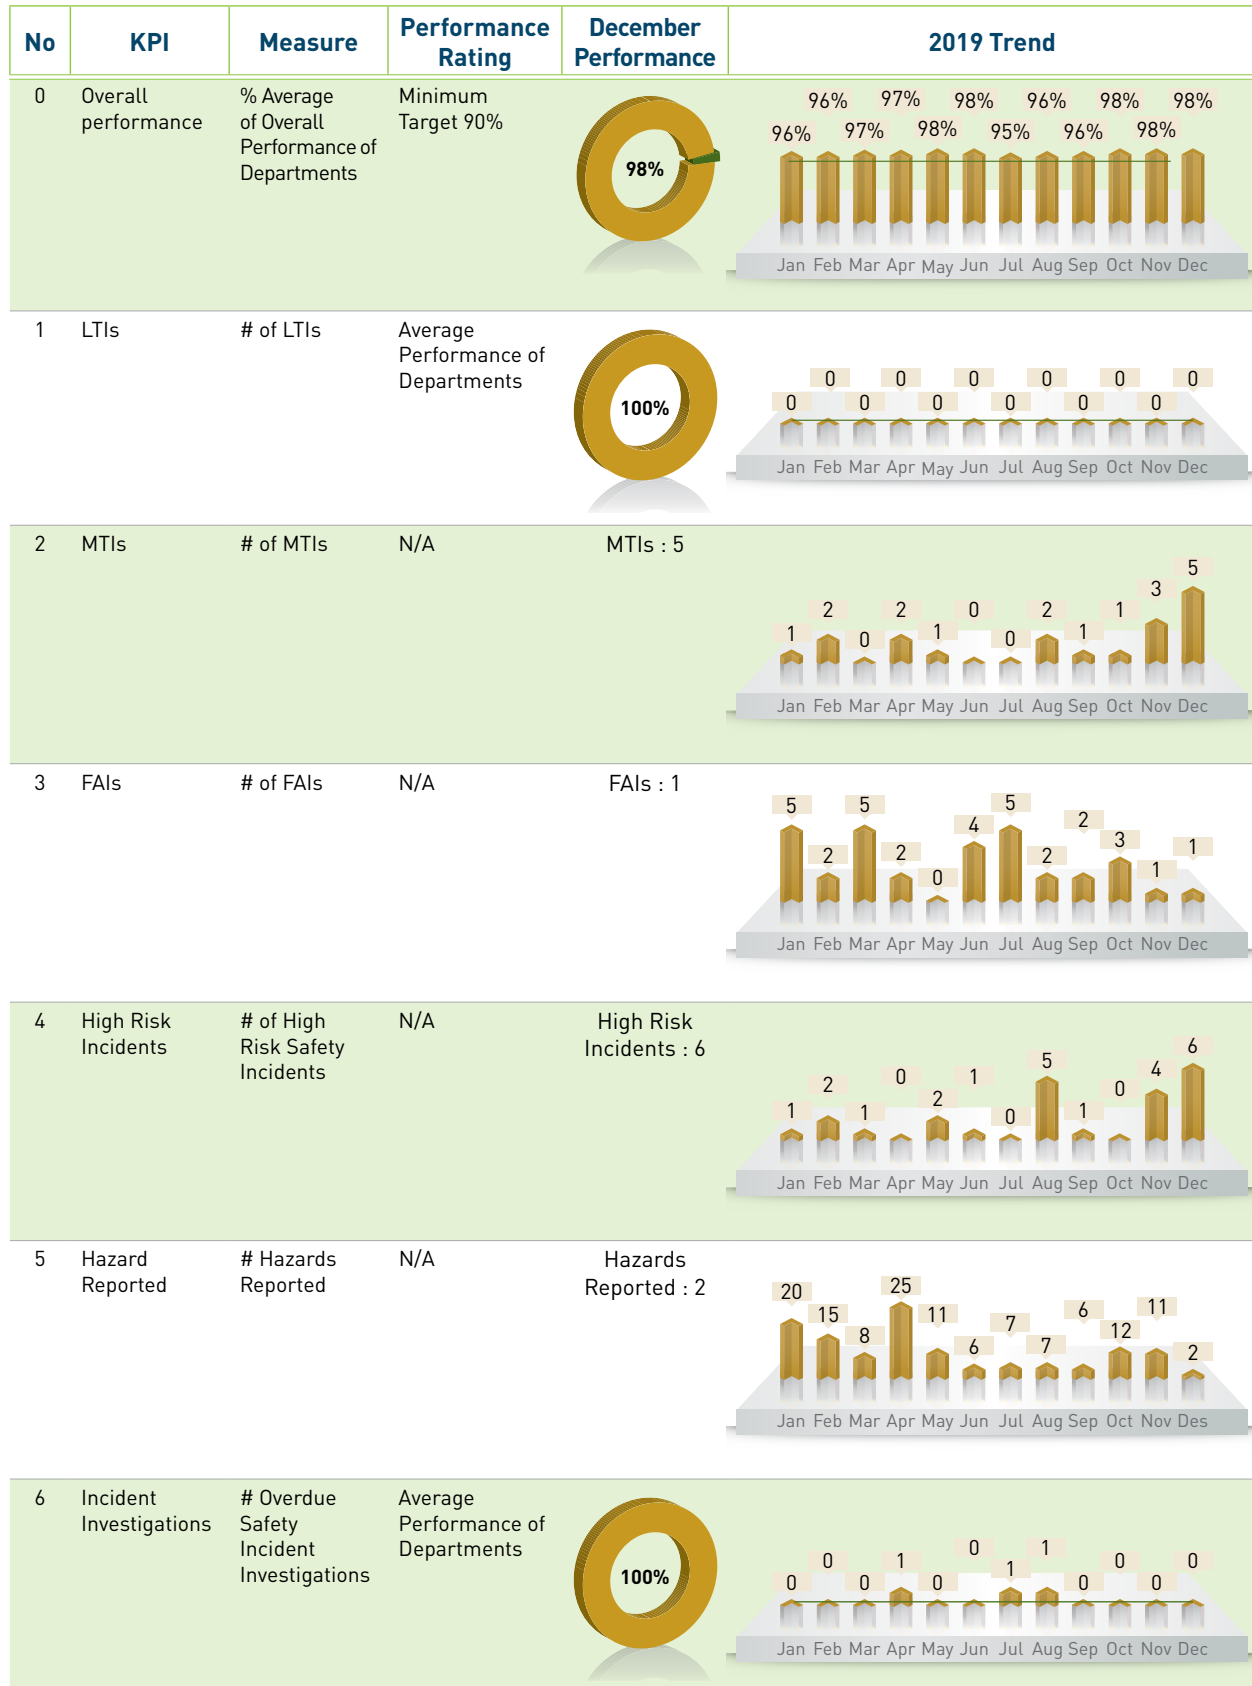 No
KPI
Measure
Performance
Rating
December
Performance
2019 Trend
0
Overall
performance
% Average
of Overall
Performance of
Departments
Minimum
Target 90%
98%
96% 97% 98% 96% 98% 98%
96% 97% 98% 95% 96% 98%
Jan Feb Mar Apr May Jun Jul Aug Sep Oct Nov Dec
1
LTIs
# of LTIs
Average
Performance of
Departments
100%
0 0 0 0 0 0
0 0 0 0 0 0
Jan Feb Mar Apr May Jun Jul Aug Sep Oct Nov Dec
2
MTIs
# of MTIs
N/A
MTIs : 5
1 2 0 2 1 0 0 2 1 1 3 5
Jan Feb Mar Apr May Jun Jul Aug Sep Oct Nov Dec
3
FAIs
# of FAIs
N/A
FAIs : 1
5 2 5 2 0 4 5 2 2 3 1 1
Jan Feb Mar Apr May Jun Jul Aug Sep Oct Nov Dec
4
High Risk
Incidents
# of High
Risk Safety
Incidents
N/A
High Risk
Incidents : 6
1 2 1 0 2 1 0 5 1 0 4 6
Jan Feb Mar Apr May Jun Jul Aug Sep Oct Nov Dec
5
Hazard
Reported
# Hazards
Reported
N/A
Hazards
Reported : 2
20 15 8 25 11 6 7 7 6 12 11 2
Jan Feb Mar Apr May Jun Jul Aug Sep Oct Nov Des
6
Incident
Investigations
# Overdue
Safety
Incident
Investigations
Average
Performance of
Departments
100%
0 0 0 1 0 0 1 1 0 0 0 0
Jan Feb Mar Apr May Jun Jul Aug Sep Oct Nov Dec